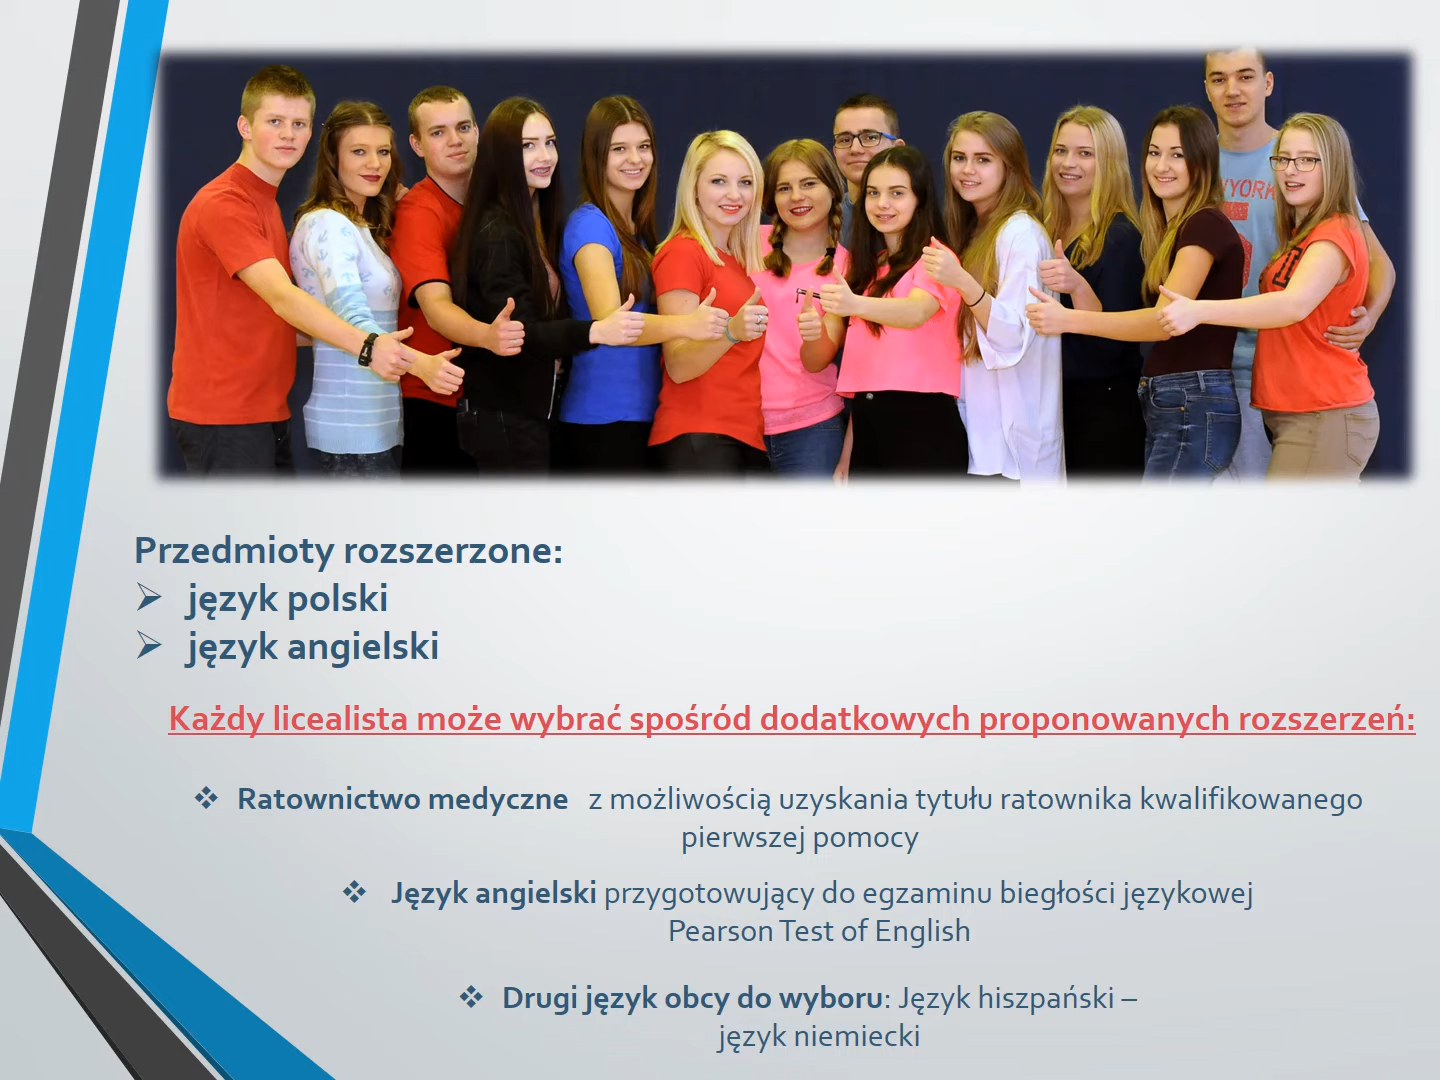 YORK
Przedmioty rozszerzone:
➢ język polski
➢ język angielski
Każdy licealista może wybrać spośród dodatkowych proponowanych rozszerzeń:
❖ Ratownictwo medyczne z możliwością uzyskania tytułu ratownika kwalifikowanego
pierwszej pomocy
❖ Język angielski przygotowujący do egzaminu biegłości językowej
Pearson Test of English
❖ Drugi język obcy do wyboru: Język hiszpański –
język niemiecki